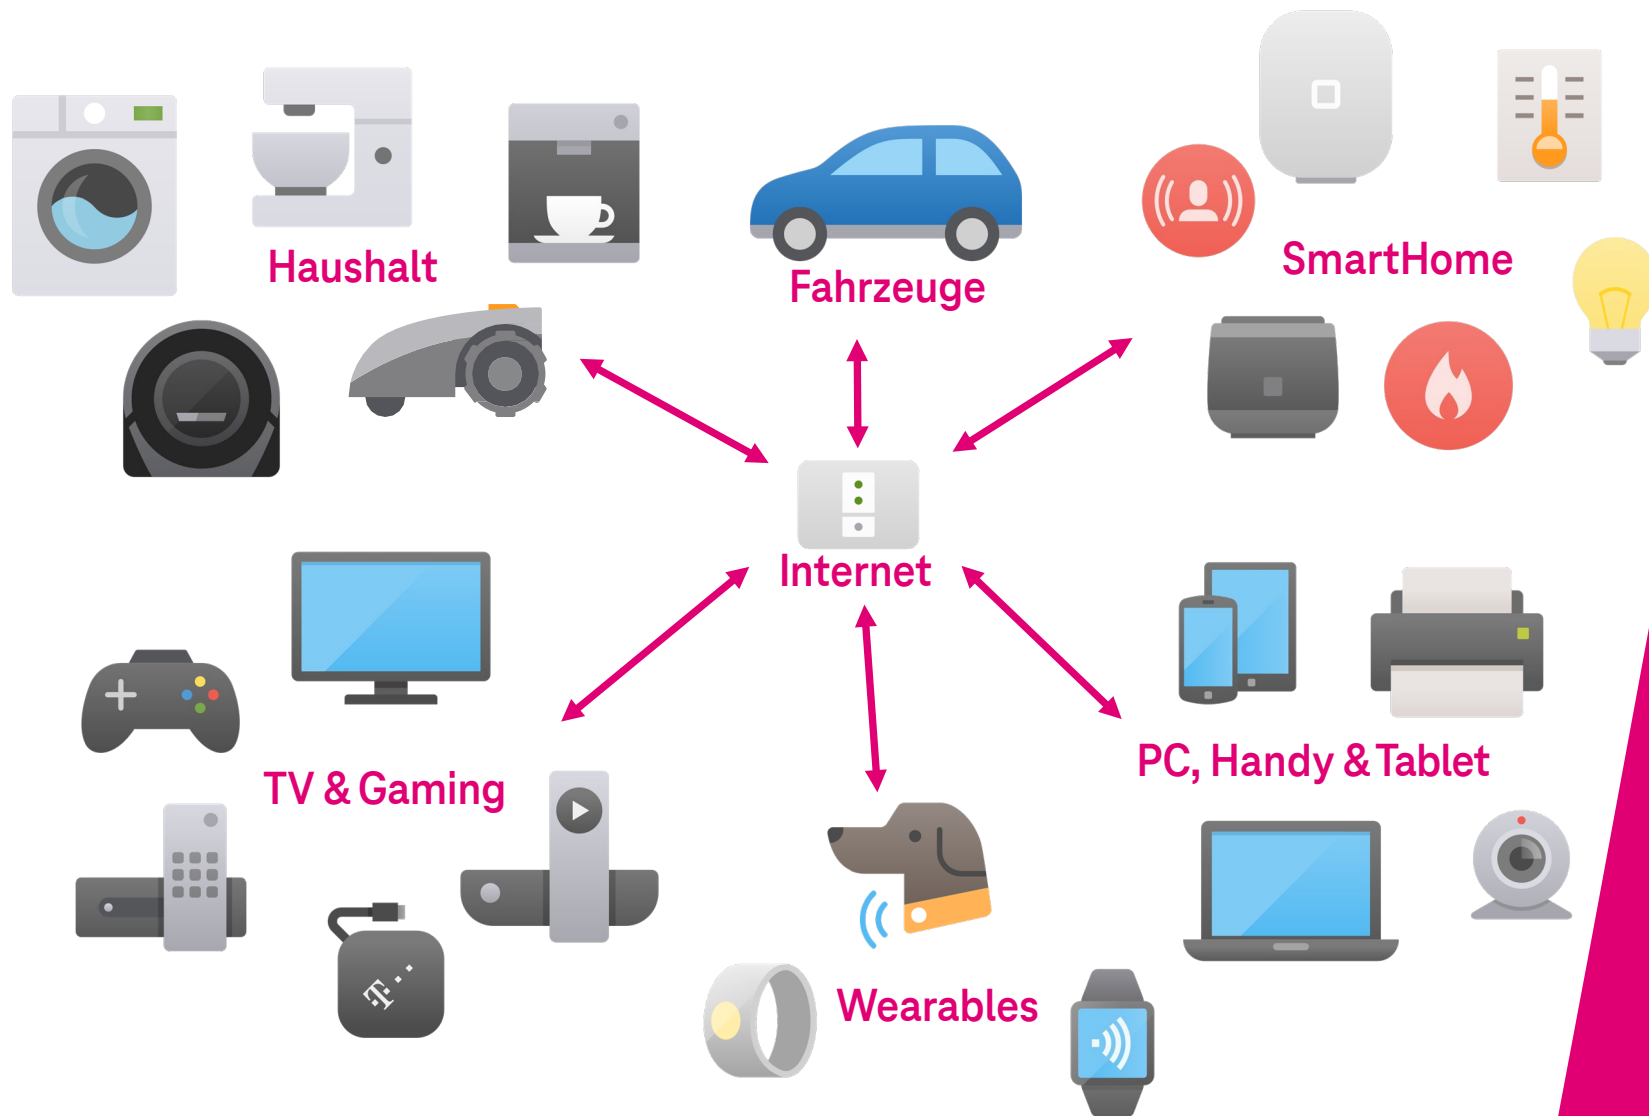 Haushalt
Fahrzeuge
SmartHome
Internet
TV & Gaming
PC, Handy & Tablet
Wearables
T